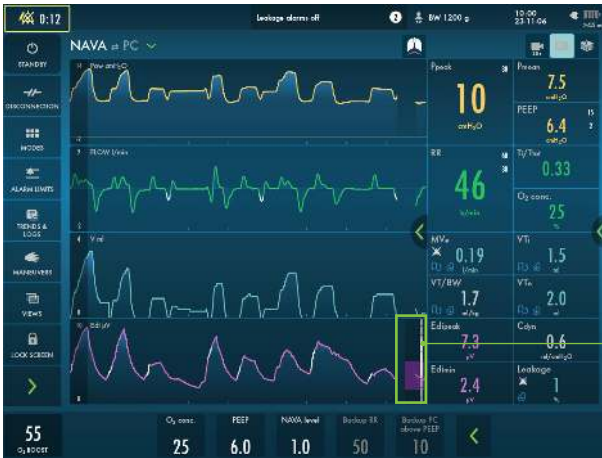 0:12
Leakage alarms off
2
BW 1200 g
10:00
23-11-06
NAVA ⇄ PC
STANDBY
DISCONNECTION
MODES
ALARM LIMITS
TRENDS &
LOGS
MANEUVERS
VIEWS
LOCK SCREEN
Paw cmH₂O
FLOW l/min
V ml
Edi µV
Ppeak
10
cmH₂O
Pmean
7.5
cmH₂O
PEEP
6.4
cmH₂O
RR
46
b/min
Ti/Ttot
0.33
O₂ conc.
25
%
MVe
0.19
l/min
VTi
1.5
ml
VT/BW
1.7
ml/kg
VTe
2.0
ml
Edipeak
7.3
µV
Cdyn
0.6
ml/cmH₂O
Edimin
2.4
µV
Leakage
1
%
55
O₂ BOOST
O₂ conc.
25
PEEP
6.0
NAVA level
1.0
Backup RR
50
Backup PC
above PEEP
10